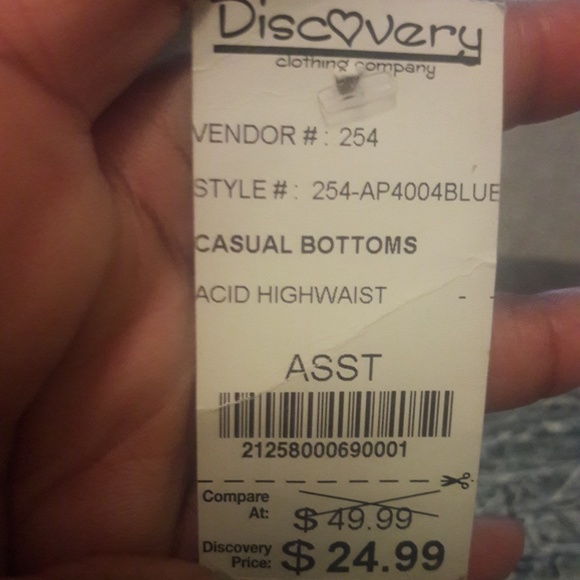 Discovery
clothing company
VENDOR # : 254
STYLE # : 254-AP4004BLUE
CASUAL BOTTOMS
ACID HIGHWAIST - -
ASST
21258000690001
Compare At: $ 49.99
Discovery Price: $ 24.99